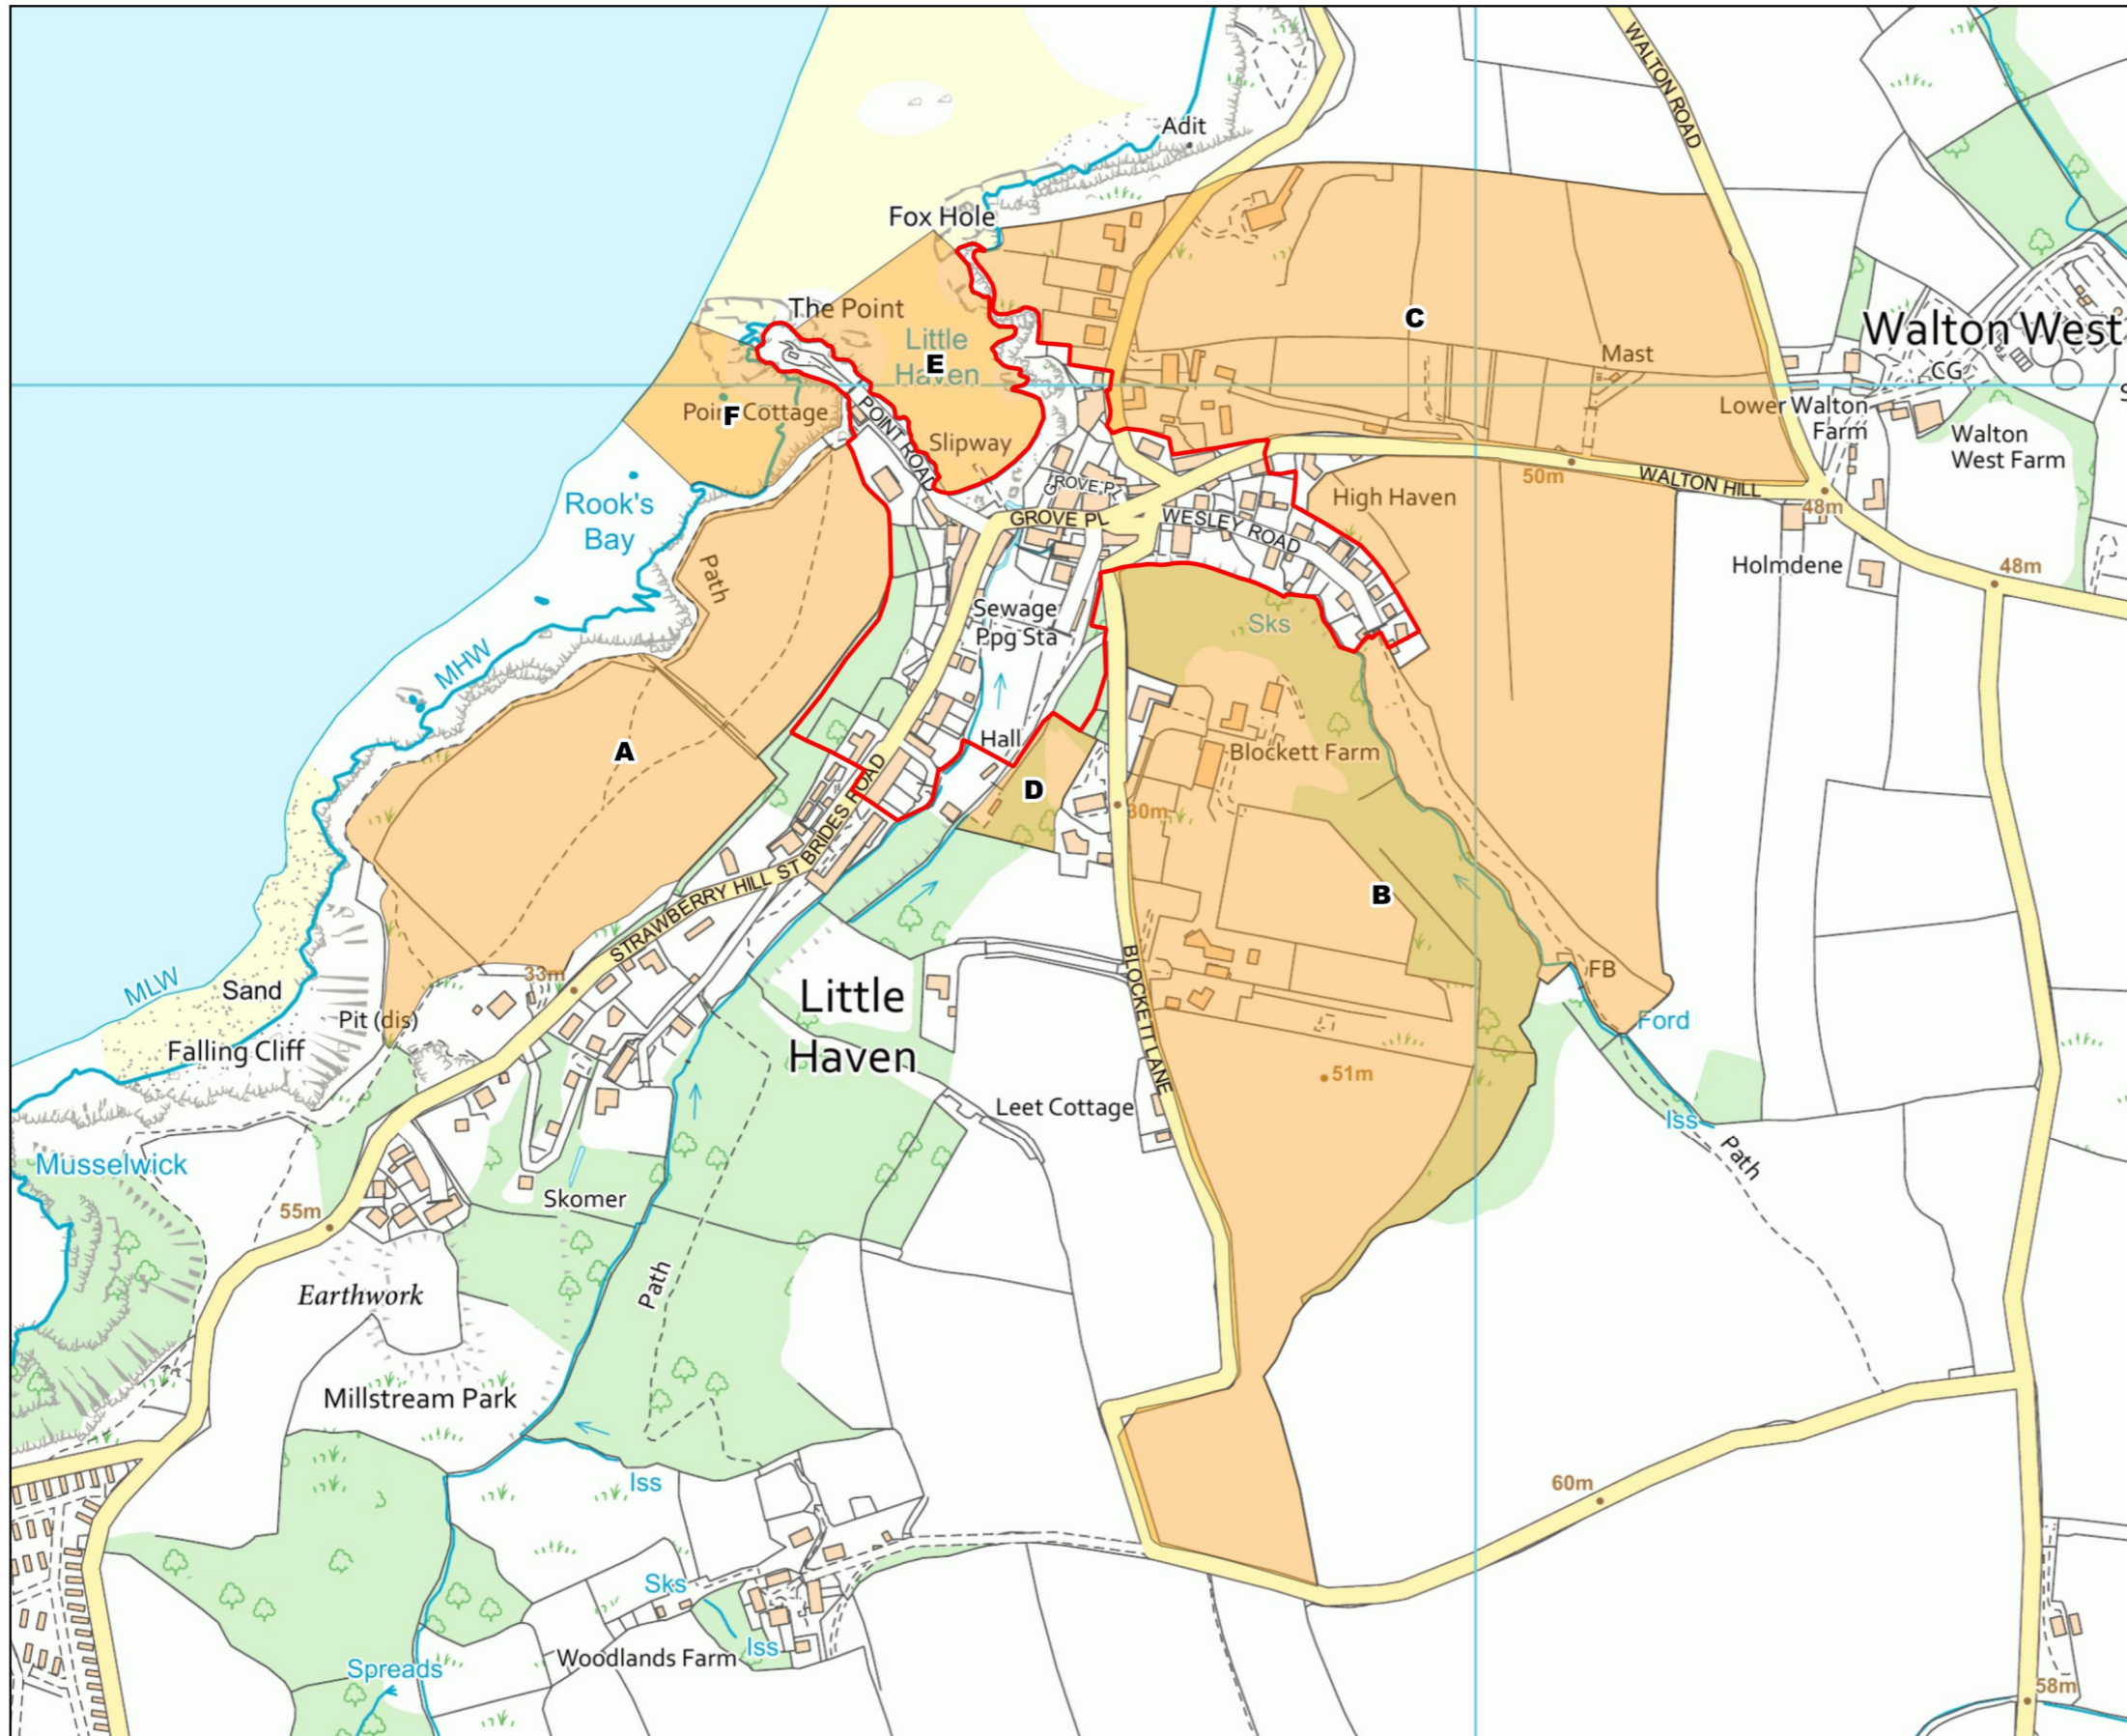 WALTON ROAD
Adit
Fox Hole
The Point
Little
Haven
E
C
Walton West
Mast
CG
Point Cottage
F
POINT ROAD
Slipway
Lower Walton
Farm
Walton
West Farm
GROVE PL
50m
WALTON HILL
High Haven
48m
Rook's
Bay
GROVE PL
WESLEY ROAD
Holmdene
48m
Path
Sewage
Ppg Sta
Sks
MHW
A
Hall
Blockett Farm
D
30m
ST BRIDES ROAD
STRAWBERRY HILL
B
BLOCKETT LANE
33m
FB
MLW
Sand
Pit (dis)
Little
Haven
Ford
Falling Cliff
51m
Leet Cottage
Iss
Path
Musselwick
Skomer
55m
Earthwork
Path
Millstream Park
Iss
60m
Sks
Iss
Woodlands Farm
Spreads
58m